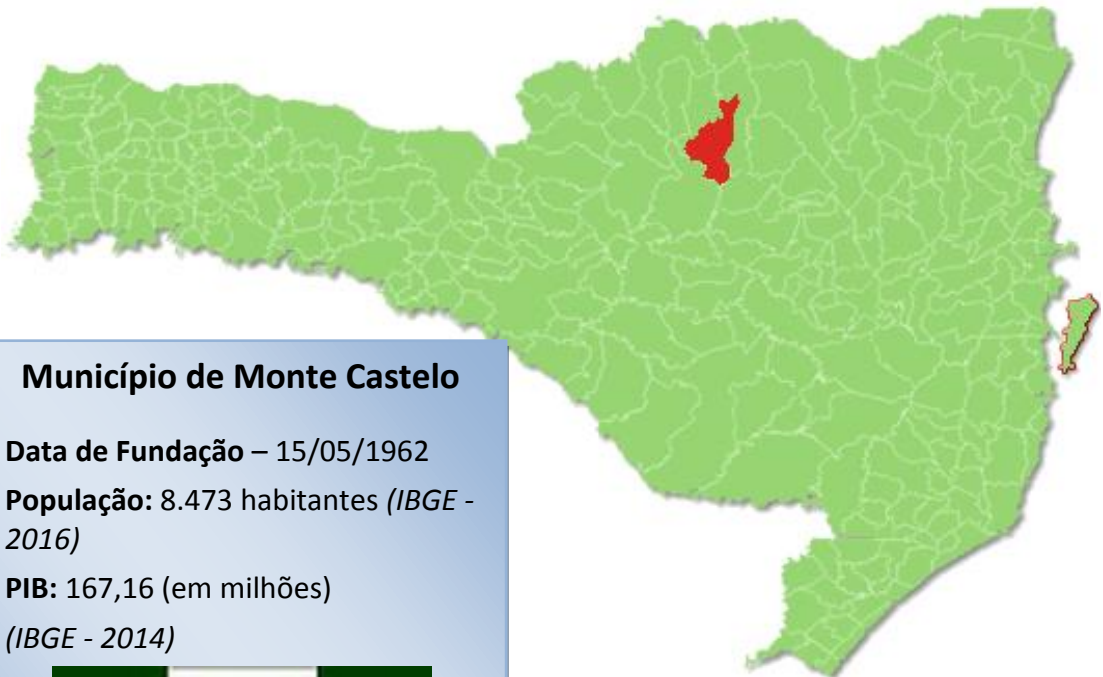 Município de Monte Castelo
Data de Fundação – 15/05/1962
População: 8.473 habitantes (IBGE -
2016)
PIB: 167,16 (em milhões)
(IBGE - 2014)